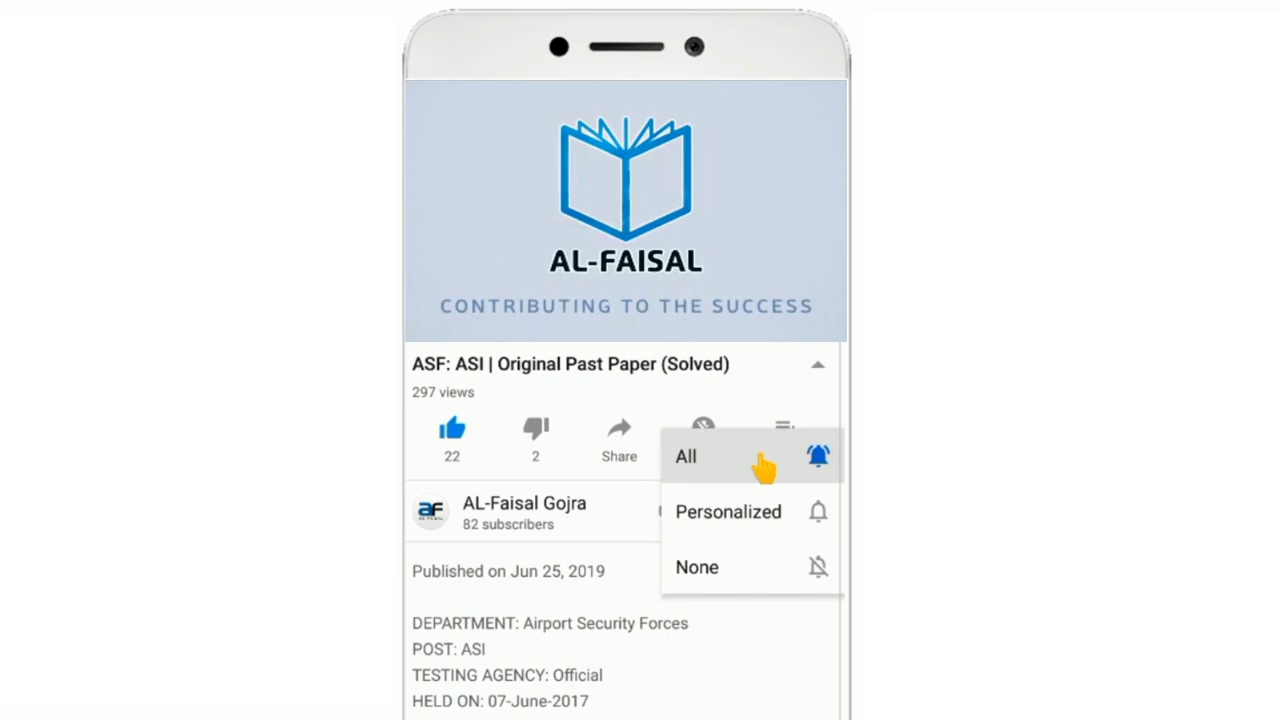 AL-FAISAL
CONTRIBUTING TO THE SUCCESS
ASF: ASI | Original Past Paper (Solved)
297 views
22
2
Share
All
Personalized
None
af
AL-Faisal Gojra
82 subscribers
Published on Jun 25, 2019
DEPARTMENT: Airport Security Forces
POST: ASI
TESTING AGENCY: Official
HELD ON: 07-June-2017